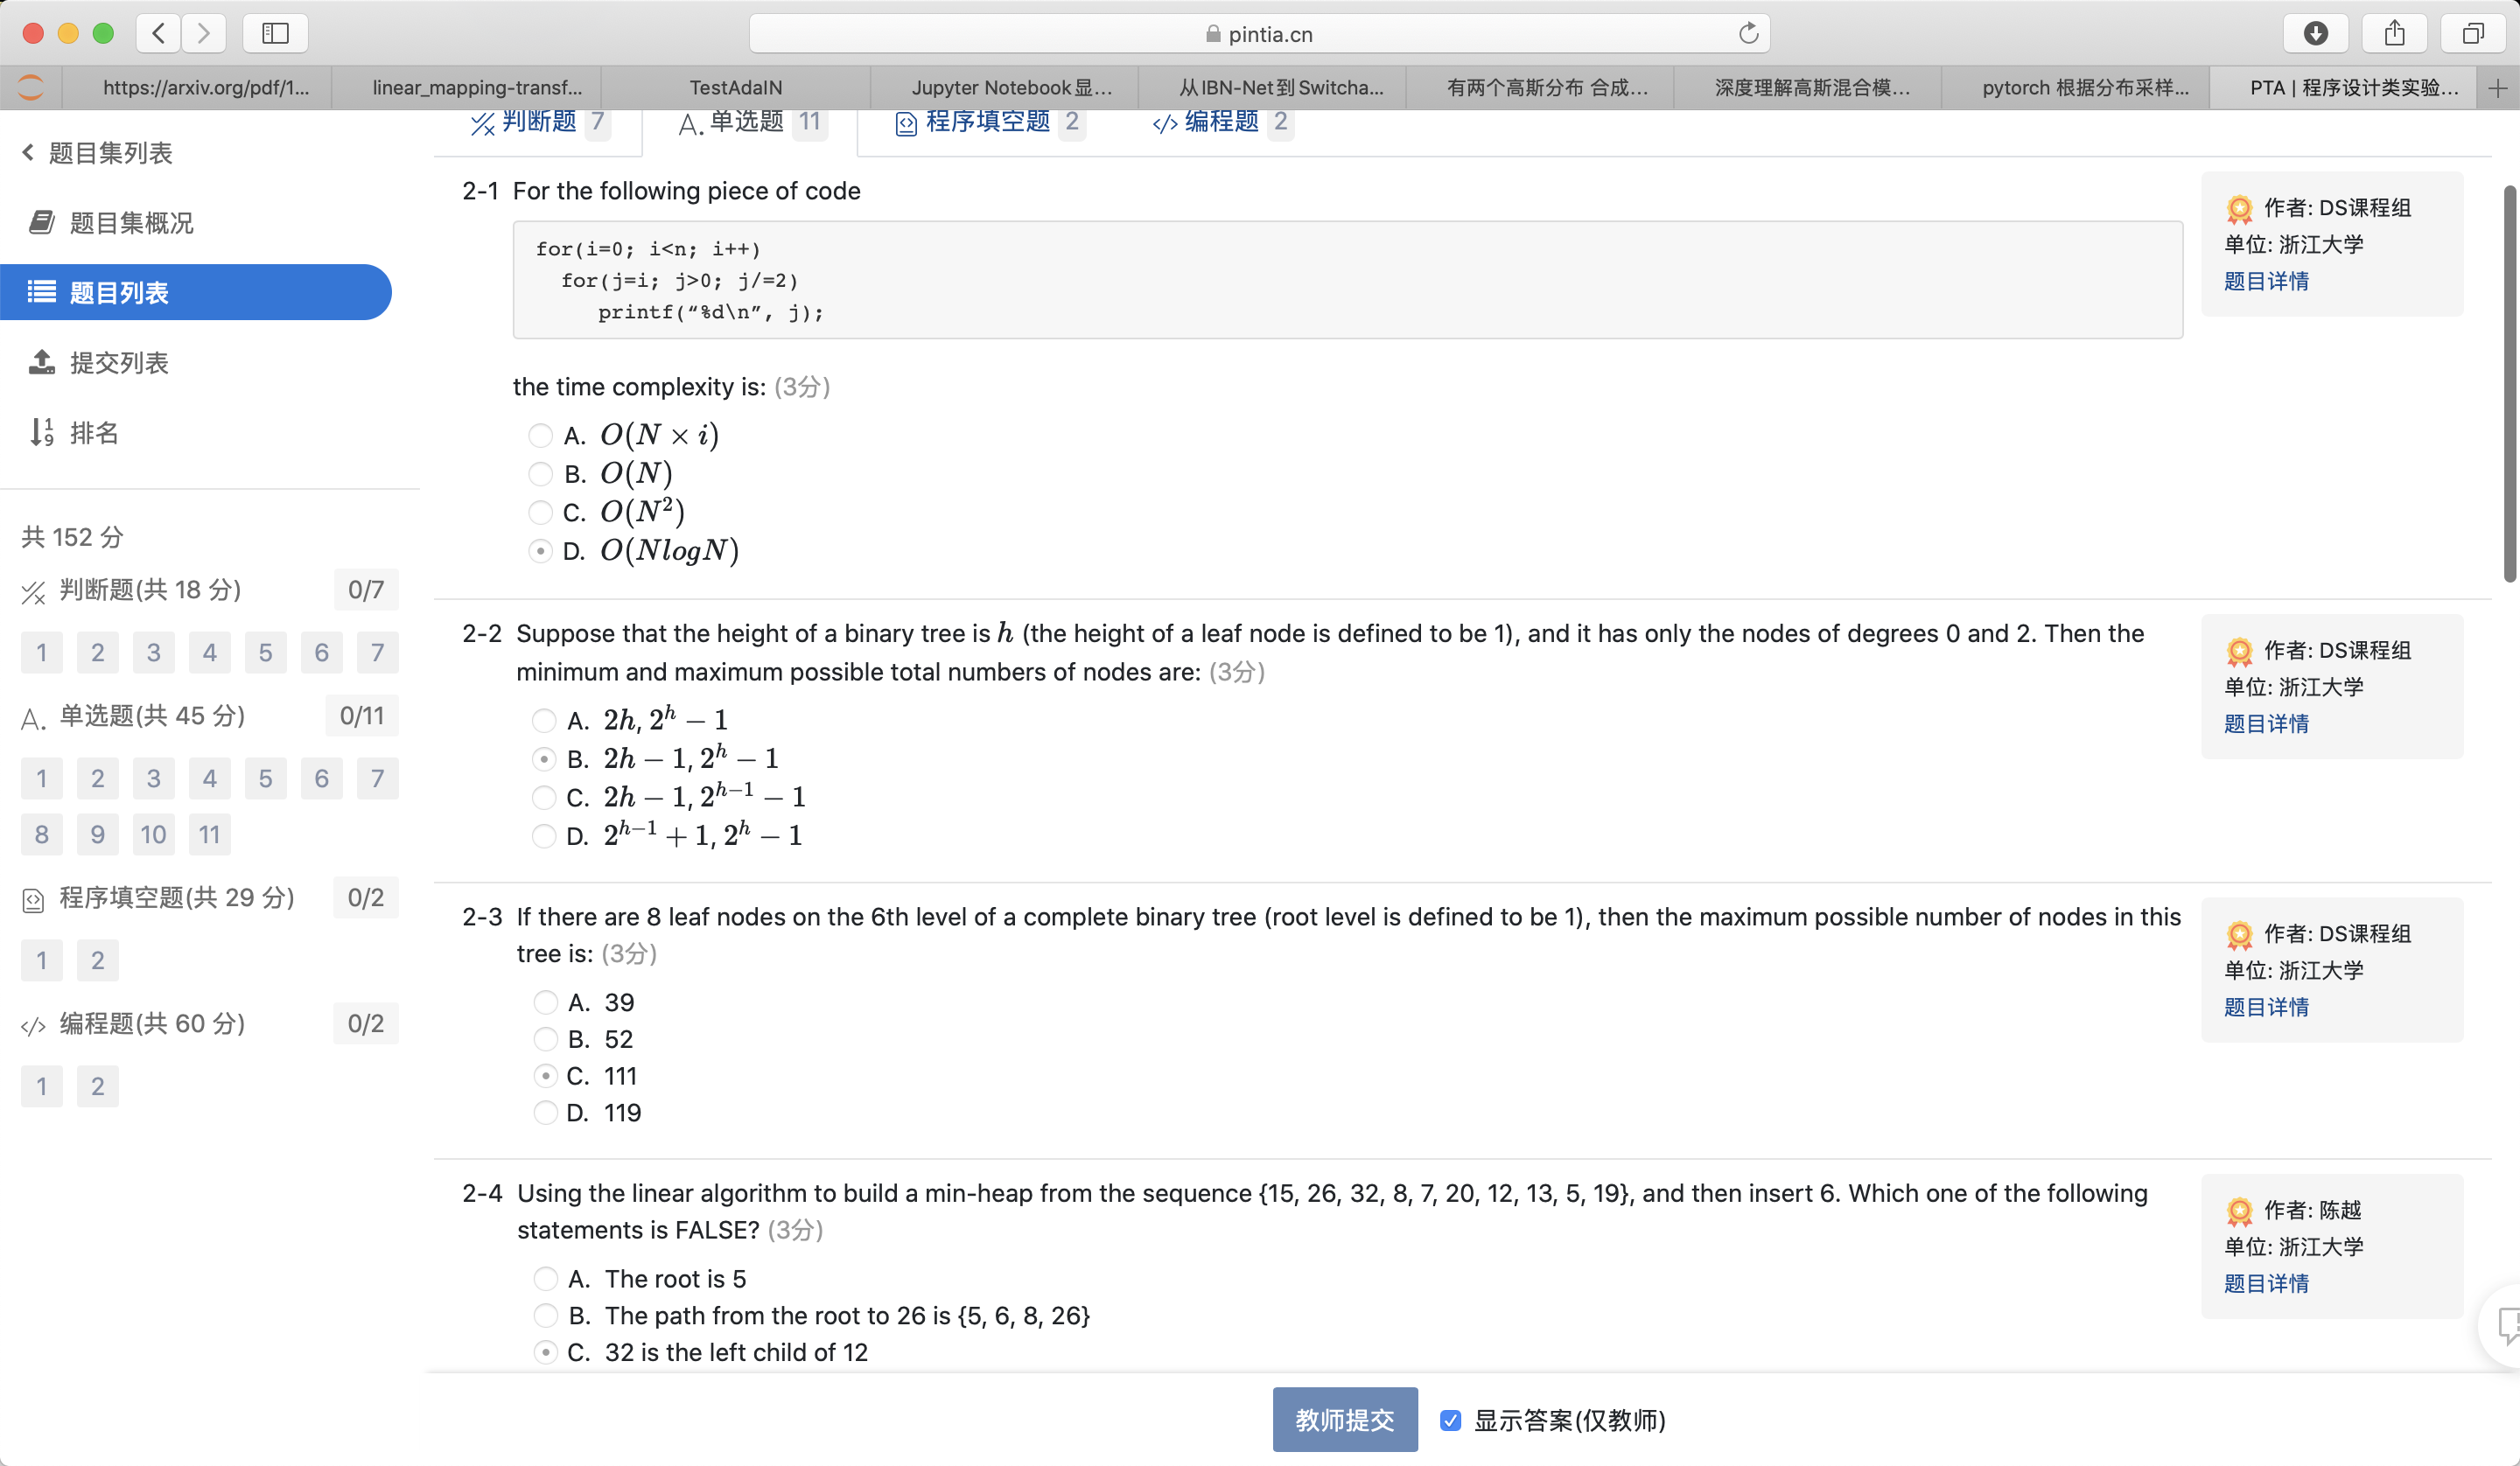 pintia.cn
https://arxiv.org/pdf/1...
linear_mapping-transf...
TestAdaIN
Jupyter Notebook显...
从IBN-Net到Switcha...
有两个高斯分布 合成...
深度理解高斯混合模...
pytorch 根据分布采样...
PTA | 程序设计类实验...
题目集列表
题目集概况
题目列表
提交列表
排名
共 152 分
判断题(共 18 分) 0/7
1 2 3 4 5 6 7
单选题(共 45 分) 0/11
1 2 3 4 5 6 7
8 9 10 11
程序填空题(共 29 分) 0/2
1 2
编程题(共 60 分) 0/2
1 2
判断题 7
单选题 11
程序填空题 2
编程题 2
2-1 For the following piece of code
for(i=0; i<n; i++)
for(j=i; j>0; j/=2)
printf(“%d\n”, j);
the time complexity is: (3分)
A. O(N × i)
B. O(N)
C. O(N²)
D. O(NlogN)
作者: DS课程组
单位: 浙江大学
题目详情
2-2 Suppose that the height of a binary tree is h (the height of a leaf node is defined to be 1), and it has only the nodes of degrees 0 and 2. Then the
minimum and maximum possible total numbers of nodes are: (3分)
A. 2h, 2^h − 1
B. 2h − 1, 2^h − 1
C. 2h − 1, 2^{h−1} − 1
D. 2^{h−1} + 1, 2^h − 1
作者: DS课程组
单位: 浙江大学
题目详情
2-3 If there are 8 leaf nodes on the 6th level of a complete binary tree (root level is defined to be 1), then the maximum possible number of nodes in this
tree is: (3分)
A. 39
B. 52
C. 111
D. 119
作者: DS课程组
单位: 浙江大学
题目详情
2-4 Using the linear algorithm to build a min-heap from the sequence {15, 26, 32, 8, 7, 20, 12, 13, 5, 19}, and then insert 6. Which one of the following
statements is FALSE? (3分)
A. The root is 5
B. The path from the root to 26 is {5, 6, 8, 26}
C. 32 is the left child of 12
作者: 陈越
单位: 浙江大学
题目详情
教师提交
显示答案(仅教师)